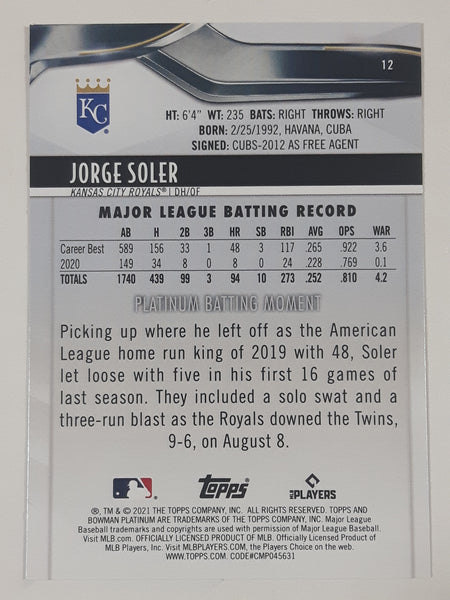 12
KC
HT: 6'4" WT: 235 BATS: RIGHT THROWS: RIGHT
BORN: 2/25/1992, HAVANA, CUBA
SIGNED: CUBS-2012 AS FREE AGENT
JORGE SOLER
KANSAS CITY ROYALS® | DH/OF
MAJOR LEAGUE BATTING RECORD
AB H 2B 3B HR SB RBI AVG OPS WAR
Career Best 589 156 33 1 48 3 117 .265 .922 3.6
2020 149 34 8 0 8 0 24 .228 .769 0.1
TOTALS 1740 439 99 3 94 10 273 .252 .810 4.2
PLATINUM BATTING MOMENT
Picking up where he left off as the American
League home run king of 2019 with 48, Soler
let loose with five in his first 16 games of
last season. They included a solo swat and a
three-run blast as the Royals downed the Twins,
9-6, on August 8.
topps
MLB PLAYERS
®, TM & © 2021 THE TOPPS COMPANY, INC. ALL RIGHTS RESERVED. TOPPS AND
BOWMAN PLATINUM ARE TRADEMARKS OF THE TOPPS COMPANY, INC. Major League
Baseball trademarks and copyrights are used with permission of Major League Baseball.
Visit MLB.com. OFFICIALLY LICENSED PRODUCT OF MLB. Officially Licensed Product of
MLB Players, Inc. Visit MLBPLAYERS.COM, the Players Choice on the web.
WWW.TOPPS.COM. CODE#CMP045631